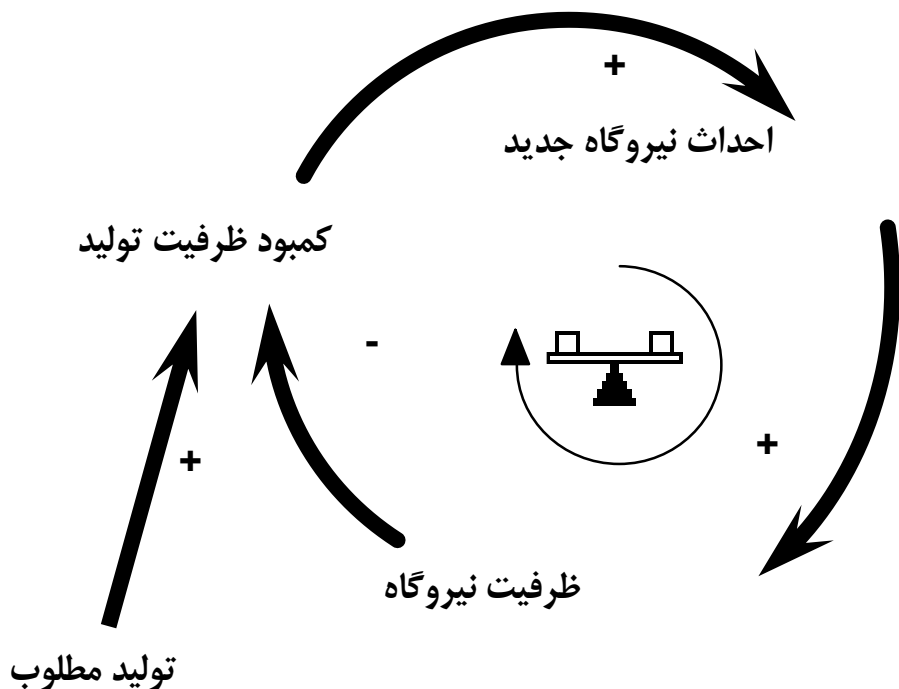 +
احداث نیروگاه جدید
کمبود ظرفیت تولید
-
+
+
ظرفیت نیروگاه
تولید مطلوب